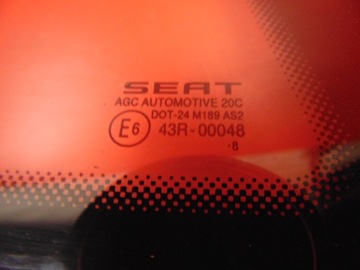 SEAT
AGC AUTOMOTIVE 20C
DOT-24 M189 AS2
E6 43R-00048
·8